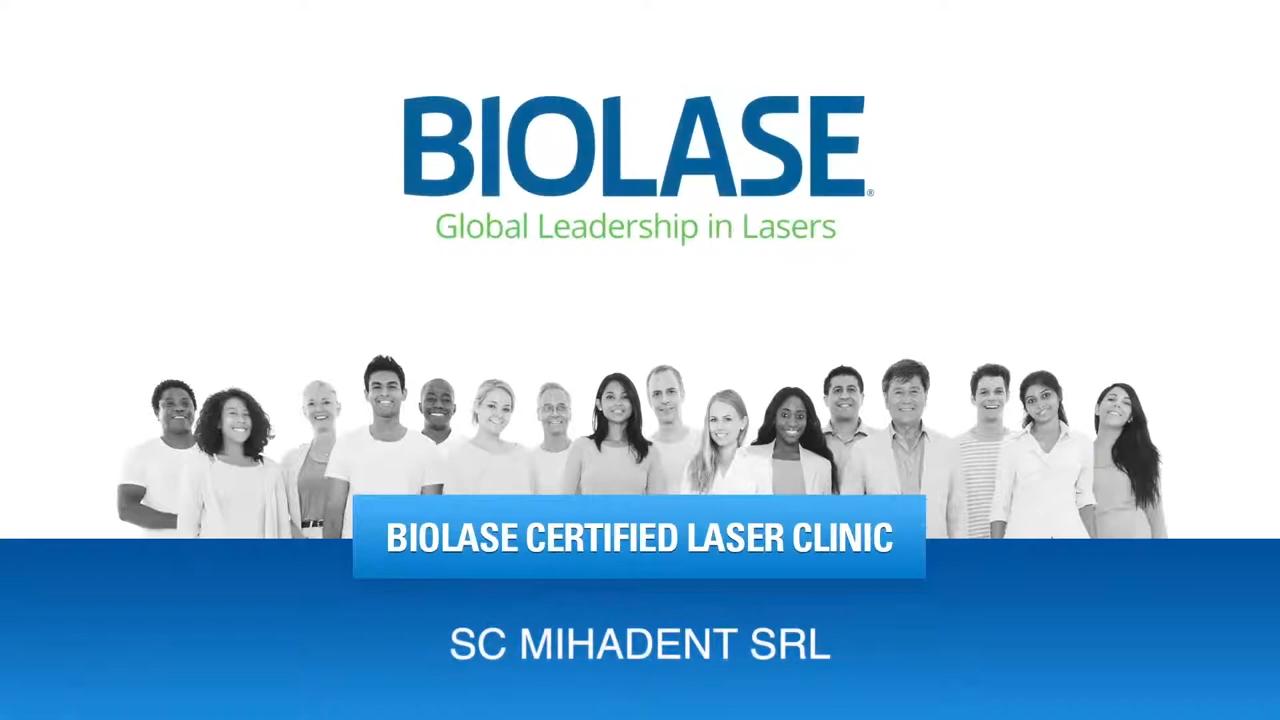 BIOLASE®
Global Leadership in Lasers
BIOLASE CERTIFIED LASER CLINIC
SC MIHADENT SRL